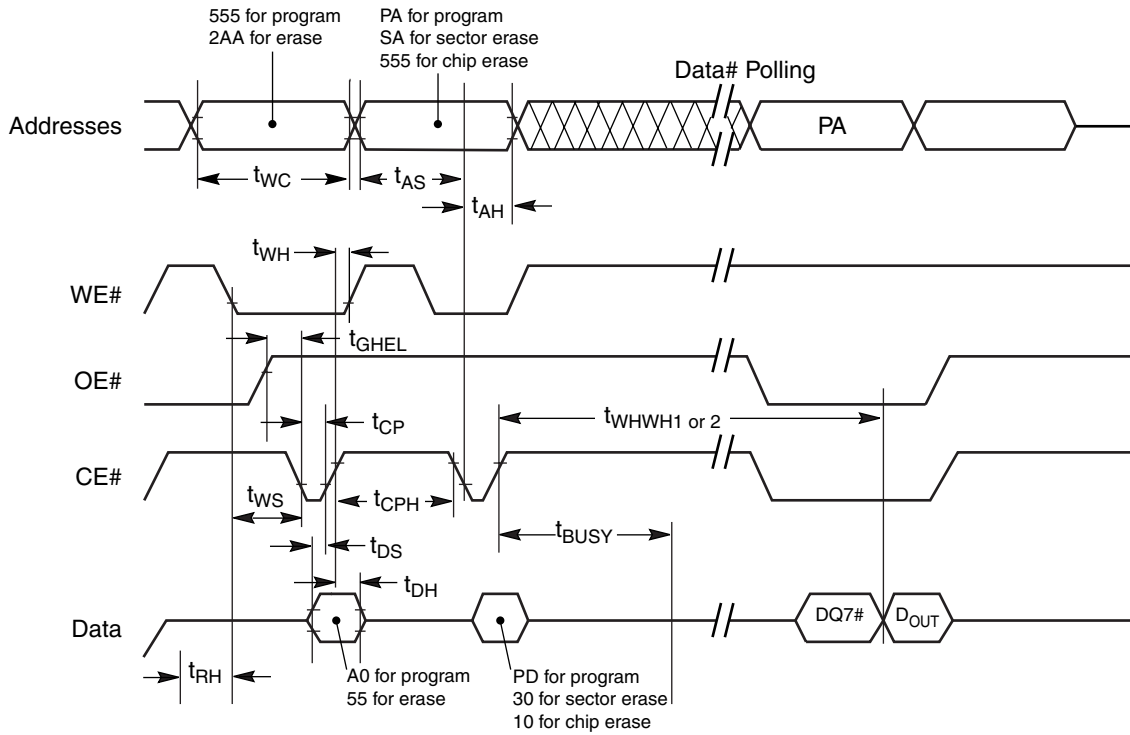 555 for program
2AA for erase
PA for program
SA for sector erase
555 for chip erase
Data# Polling
Addresses
PA
tWC
tAS
tAH
tWH
WE#
tGHEL
OE#
tWHWH1 or 2
tCP
CE#
tWS
tCPH
tBUSY
tDS
tDH
Data
DQ7#
DOUT
tRH
A0 for program
55 for erase
PD for program
30 for sector erase
10 for chip erase